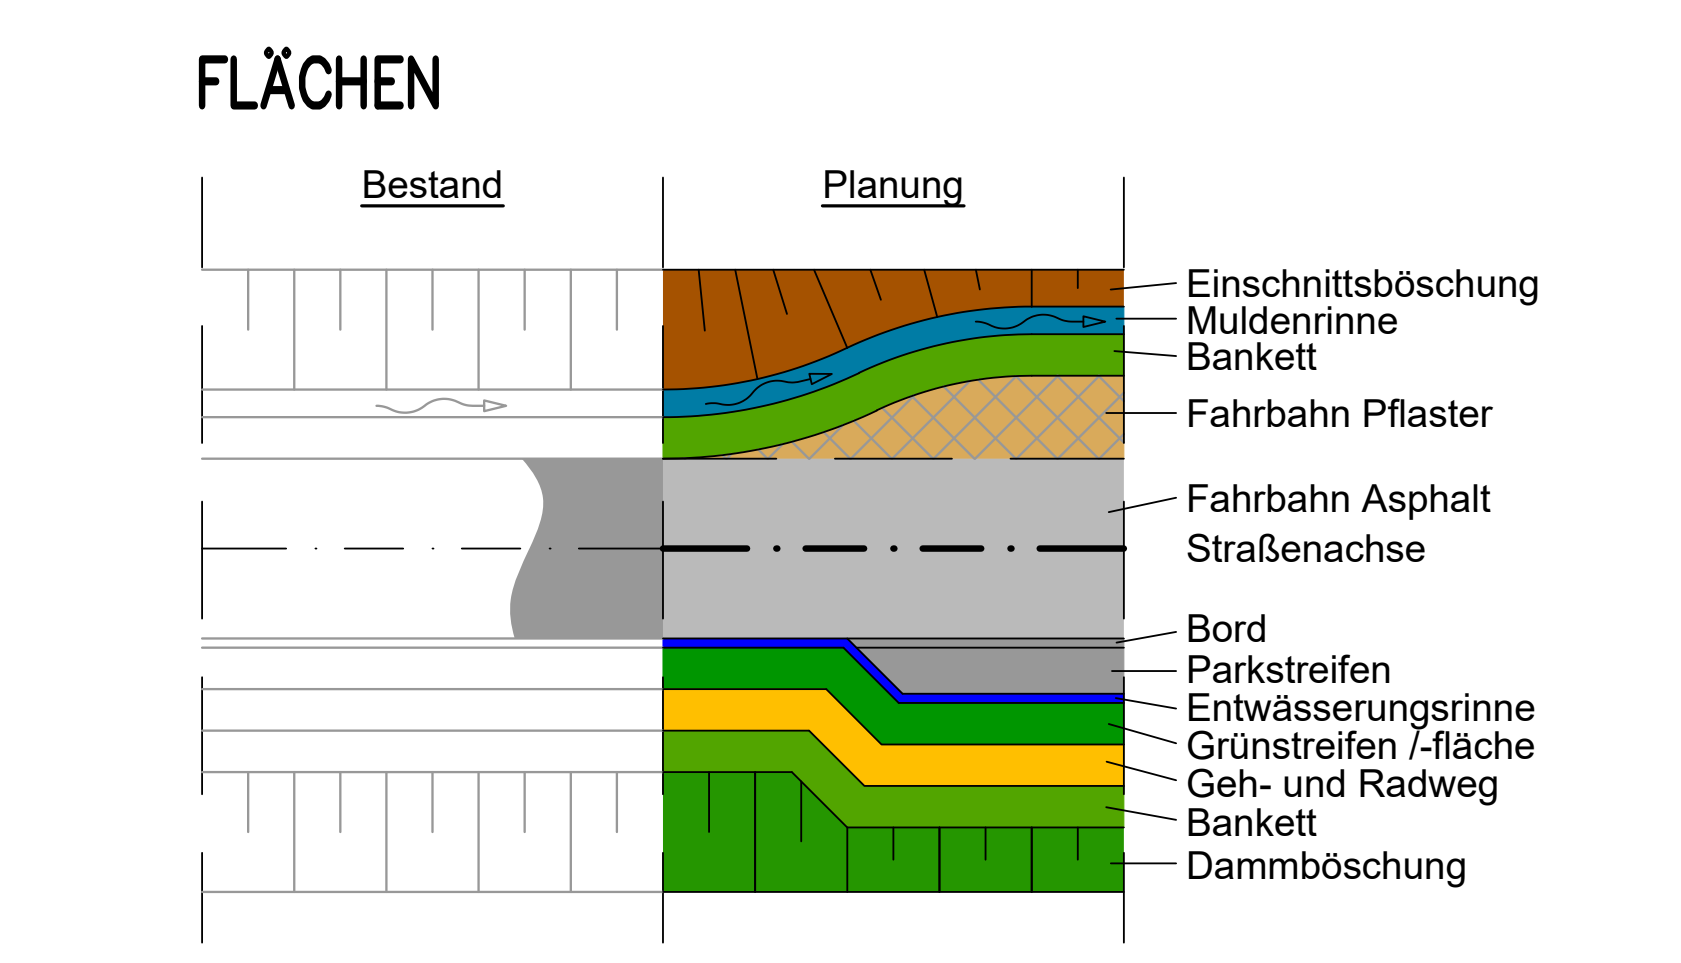 FLÄCHEN
Bestand
Planung
Einschnittsböschung
Muldenrinne
Bankett
Fahrbahn Pflaster
Fahrbahn Asphalt
Straßenachse
Bord
Parkstreifen
Entwässerungsrinne
Grünstreifen /-fläche
Geh- und Radweg
Bankett
Dammböschung